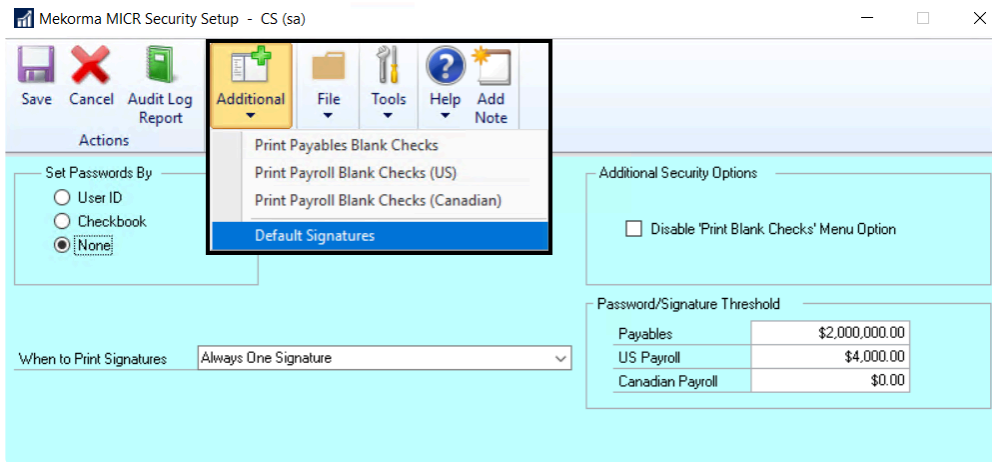 Mekorma MICR Security Setup - CS (sa)
Save Cancel Audit Log Report
Additional File Tools Help Add Note
Actions
Print Payables Blank Checks
Print Payroll Blank Checks (US)
Print Payroll Blank Checks (Canadian)
Default Signatures
Set Passwords By
User ID
Checkbook
None
Additional Security Options
Disable 'Print Blank Checks' Menu Option
Password/Signature Threshold
Payables $2,000,000.00
US Payroll $4,000.00
Canadian Payroll $0.00
When to Print Signatures Always One Signature